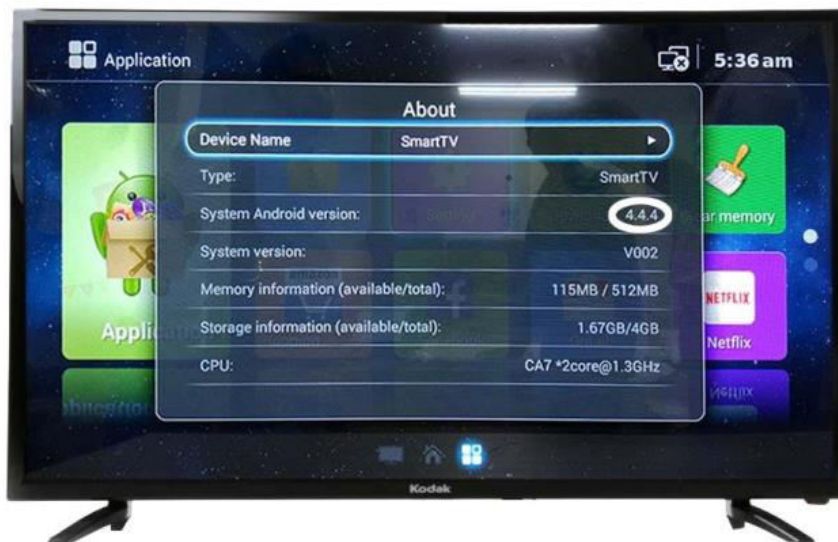 Application
5:36 am
About
Device Name SmartTV
Type: SmartTV
System Android version: 4.4.4
ar memory
System version: V002
Memory information (available/total): 115MB / 512MB
NETFLIX
Applic
Storage information (available/total): 1.67GB/4GB
Netflix
CPU: CA7 *2core@1.3GHz
Kodak